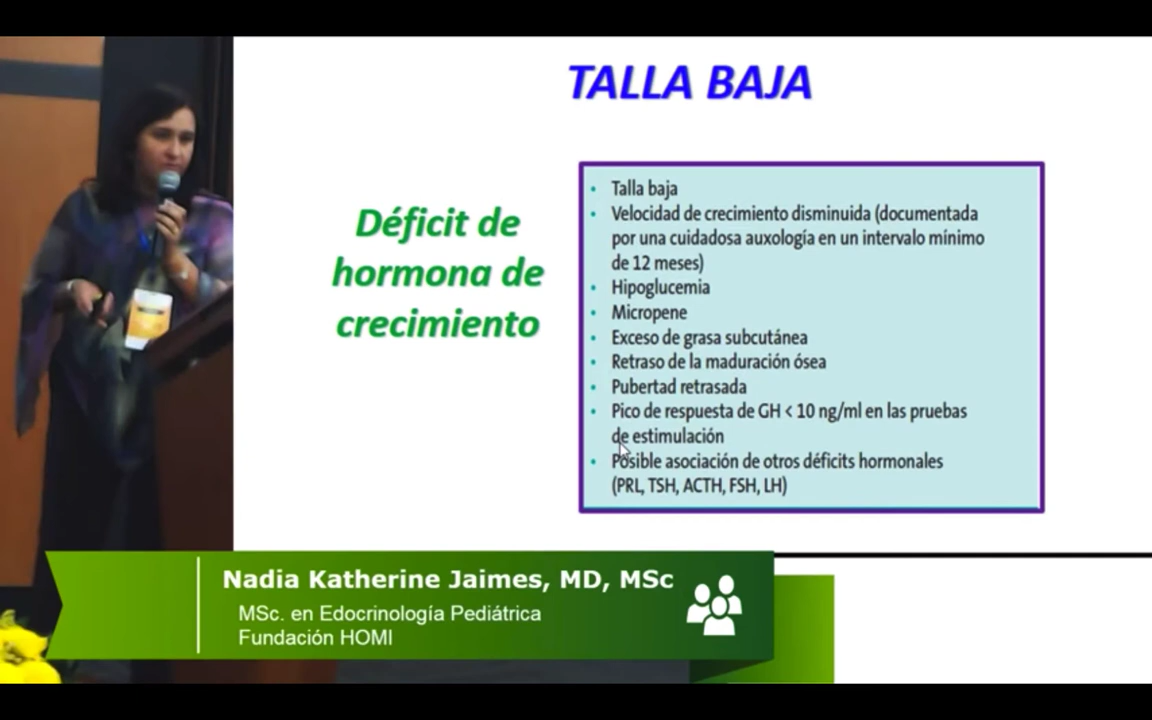 TALLA BAJA
Déficit de
hormona de
crecimiento
• Talla baja
• Velocidad de crecimiento disminuida (documentada
por una cuidadosa auxología en un intervalo mínimo
de 12 meses)
• Hipoglucemia
• Micropene
• Exceso de grasa subcutánea
• Retraso de la maduración ósea
• Pubertad retrasada
• Pico de respuesta de GH < 10 ng/ml en las pruebas
de estimulación
• Posible asociación de otros déficits hormonales
(PRL, TSH, ACTH, FSH, LH)
Nadia Katherine Jaimes, MD, MSc
MSc. en Edocrinología Pediátrica
Fundación HOMI